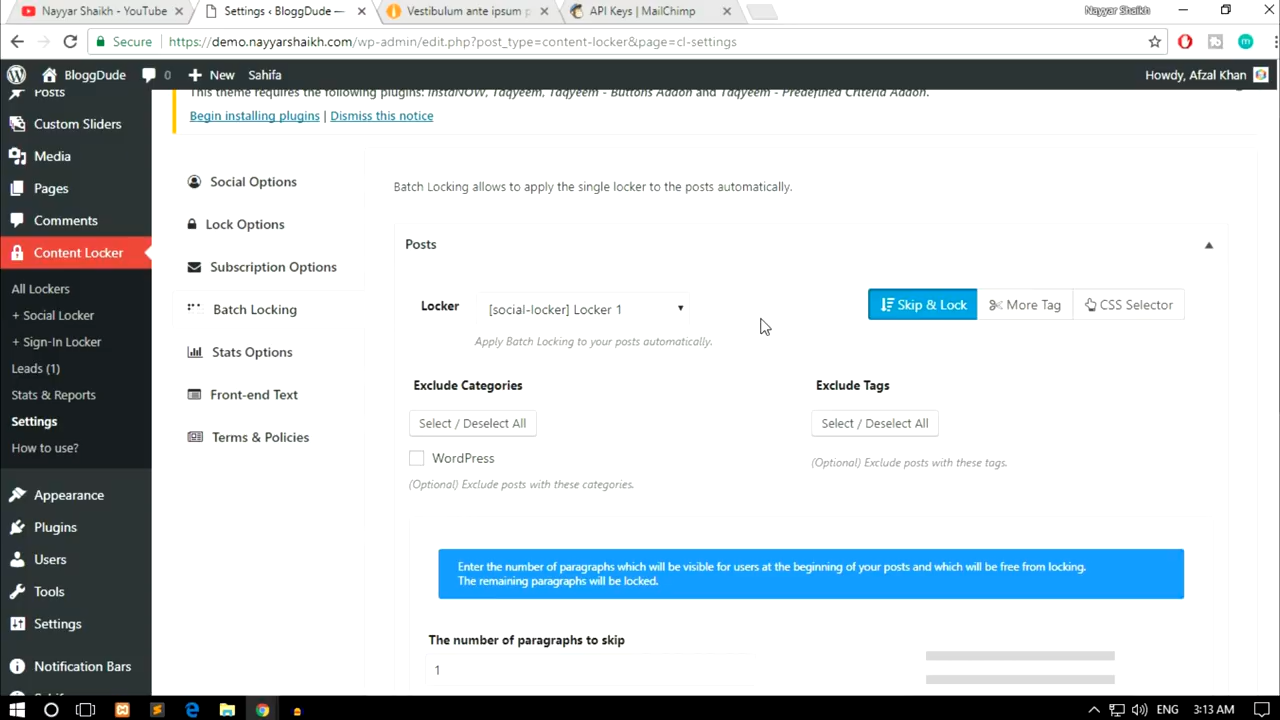 Nayyar Shaikh - YouTube
Settings ‹ BloggDude —
Vestibulum ante ipsum p
API Keys | MailChimp
Nayyar Shaikh
Secure
https://demo.nayyarshaikh.com/wp-admin/edit.php?post_type=content-locker&page=cl-settings
BloggDude
0
New
Sahifa
Howdy, Afzal Khan
Posts
Custom Sliders
Media
Pages
Comments
Content Locker
All Lockers
+ Social Locker
+ Sign-In Locker
Leads (1)
Stats & Reports
Settings
How to use?
Appearance
Plugins
Users
Tools
Settings
Notification Bars
This theme requires the following plugins: InstaNOW, Taqyeem, Taqyeem - Buttons Addon and Taqyeem - Predefined Criteria Addon.
Begin installing plugins | Dismiss this notice
Social Options
Lock Options
Subscription Options
Batch Locking
Stats Options
Front-end Text
Terms & Policies
Batch Locking allows to apply the single locker to the posts automatically.
Posts
Locker
[social-locker] Locker 1
Skip & Lock
More Tag
CSS Selector
Apply Batch Locking to your posts automatically.
Exclude Categories
Select / Deselect All
WordPress
(Optional) Exclude posts with these categories.
Exclude Tags
Select / Deselect All
(Optional) Exclude posts with these tags.
Enter the number of paragraphs which will be visible for users at the beginning of your posts and which will be free from locking.
The remaining paragraphs will be locked.
The number of paragraphs to skip
1
ENG
3:13 AM